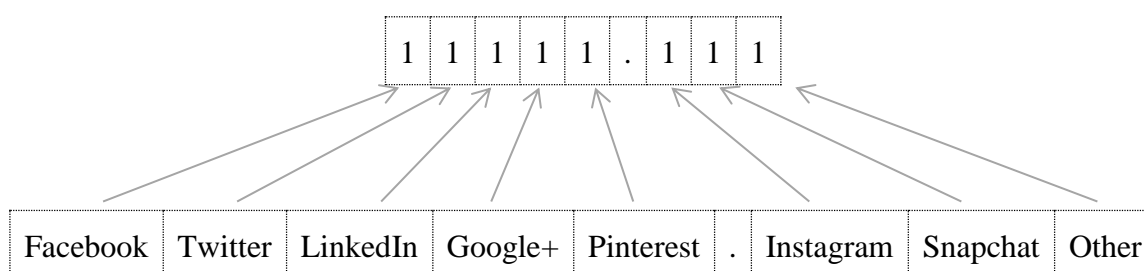 1 1 1 1 1 . 1 1 1
Facebook Twitter LinkedIn Google+ Pinterest . Instagram Snapchat Other